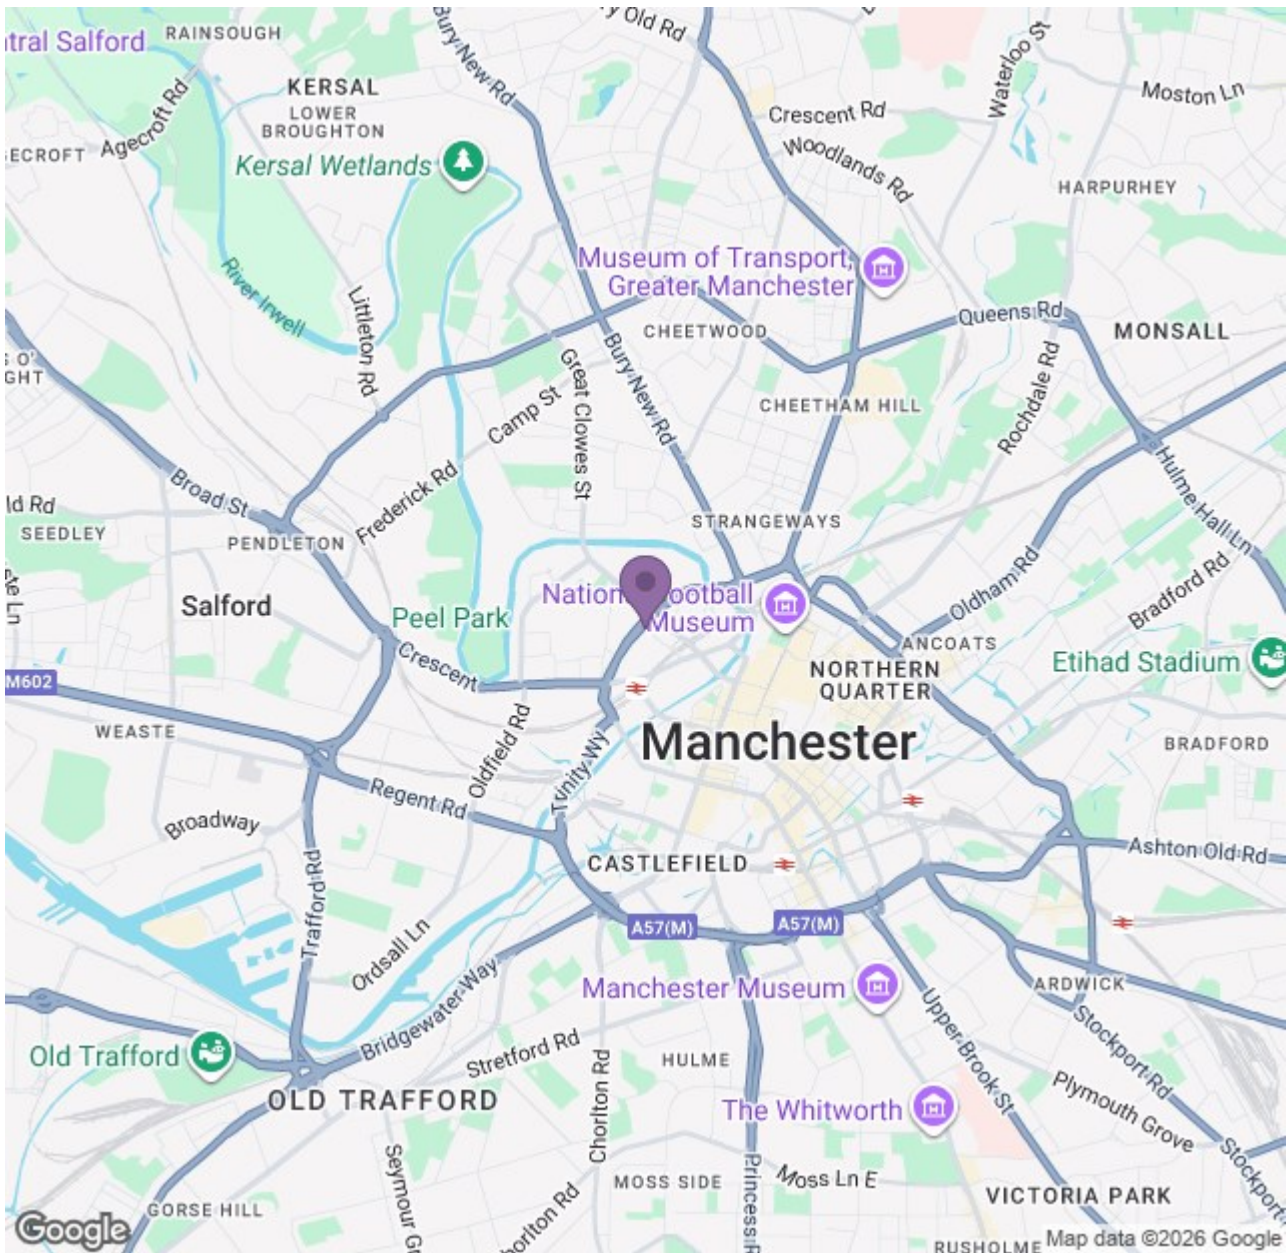 ntral Salford
RAINSOUGH
KERSAL
LOWER
BROUGHTON
Agecroft Rd
Kersal Wetlands
Bury New Rd
y Old Rd
Waterloo St
Moston Ln
Crescent Rd
Woodlands Rd
HARPURHEY
GECROFT
River Irwell
Littleton Rd
Museum of Transport,
Greater Manchester
CHEETWOOD
Queens Rd
MONSALL
Great Clowes St
Bury New Rd
Camp St
CHEETHAM HILL
Rochdale Rd
S O'
GHT
Broad St
Frederick Rd
Hulme Hall Ln
ld Rd
SEEDLEY
PENDLETON
STRANGEWAYS
Oldham Rd
Bradford Rd
Salford
Peel Park
Nation Football
Museum
ANCOATS
Etihad Stadium
Crescent
NORTHERN
QUARTER
M602
WEASTE
Oldfield Rd
Trinity Wy
Manchester
BRADFORD
Regent Rd
Broadway
CASTLEFIELD
Ashton Old Rd
Trafford Rd
A57(M)
A57(M)
Ordsall Ln
Bridgewater Way
Manchester Museum
ARDWICK
Upper Brook St
Stockport Rd
Old Trafford
Stretford Rd
HULME
OLD TRAFFORD
Chorlton Rd
The Whitworth
Plymouth Grove
Stockport
Seymour Gr
MOSS SIDE
Moss Ln E
Princess R
VICTORIA PARK
GORSE HILL
horlton Rd
RUSHOLME
Google
Map data ©2026 Google